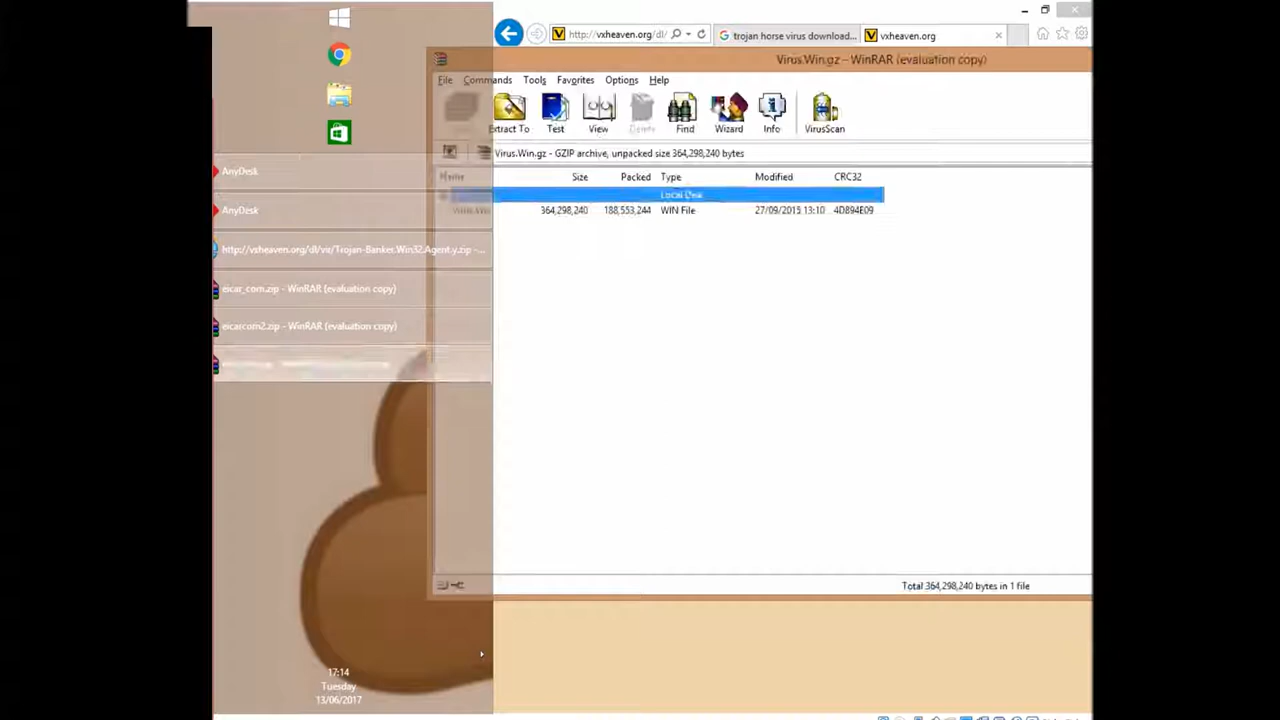 http://vxheaven.org/dl/
trojan horse virus download...
vxheaven.org
Virus.Win.gz - WinRAR (evaluation copy)
File Commands Tools Favorites Options Help
Extract To Test View Delete Find Wizard Info VirusScan
Virus.Win.gz - GZIP archive, unpacked size 364,298,240 bytes
Name Size Packed Type Modified CRC32
Local Disk
Virus.Win 364,298,240 188,553,244 WIN File 27/09/2015 13:10 4D894E09
AnyDesk
AnyDesk
http://vxheaven.org/dl/vir/Trojan-Banker.Win32.Agent.y.zip - ...
eicar_com.zip - WinRAR (evaluation copy)
eicarcom2.zip - WinRAR (evaluation copy)
Total 364,298,240 bytes in 1 file
17:14
Tuesday
13/06/2017